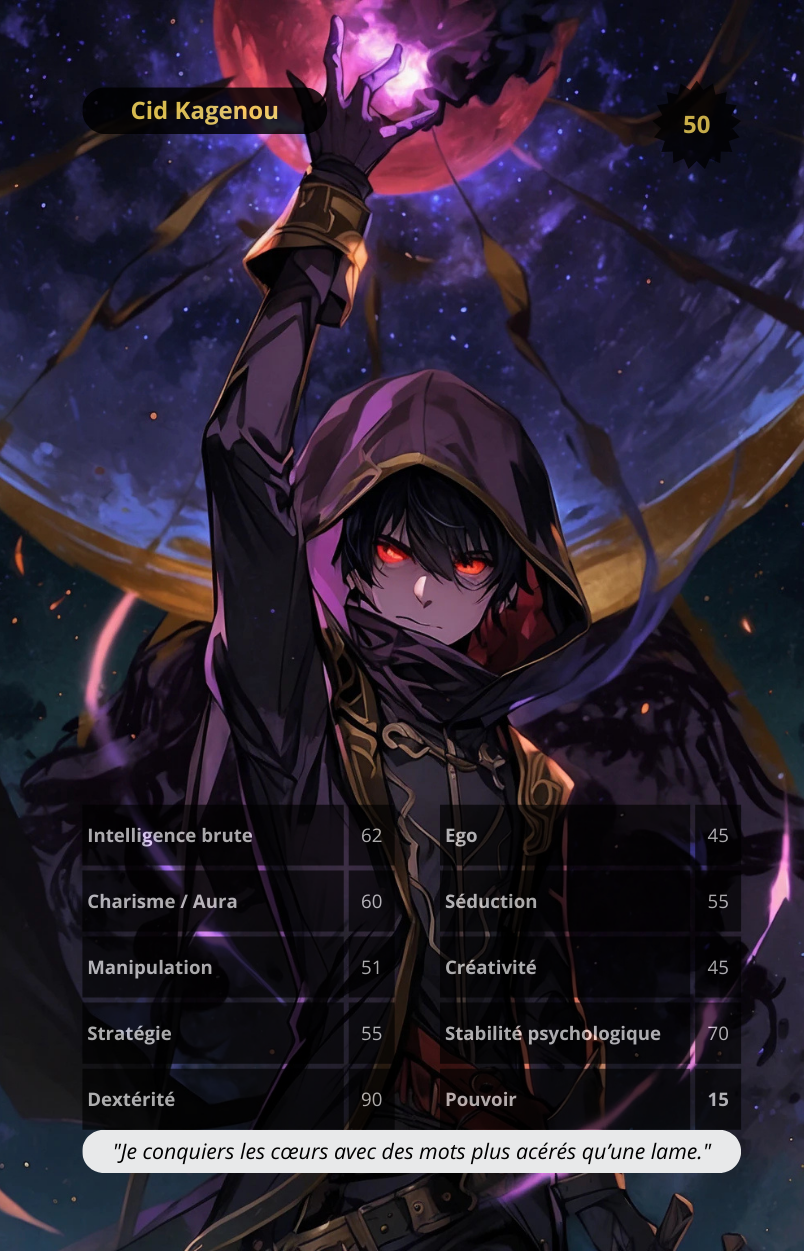 Cid Kagenou
50
Intelligence brute 62
Ego 45
Charisme / Aura 60
Séduction 55
Manipulation 51
Créativité 45
Stratégie 55
Stabilité psychologique 70
Dextérité 90
Pouvoir 15
"Je conquiers les cœurs avec des mots plus acérés qu’une lame."